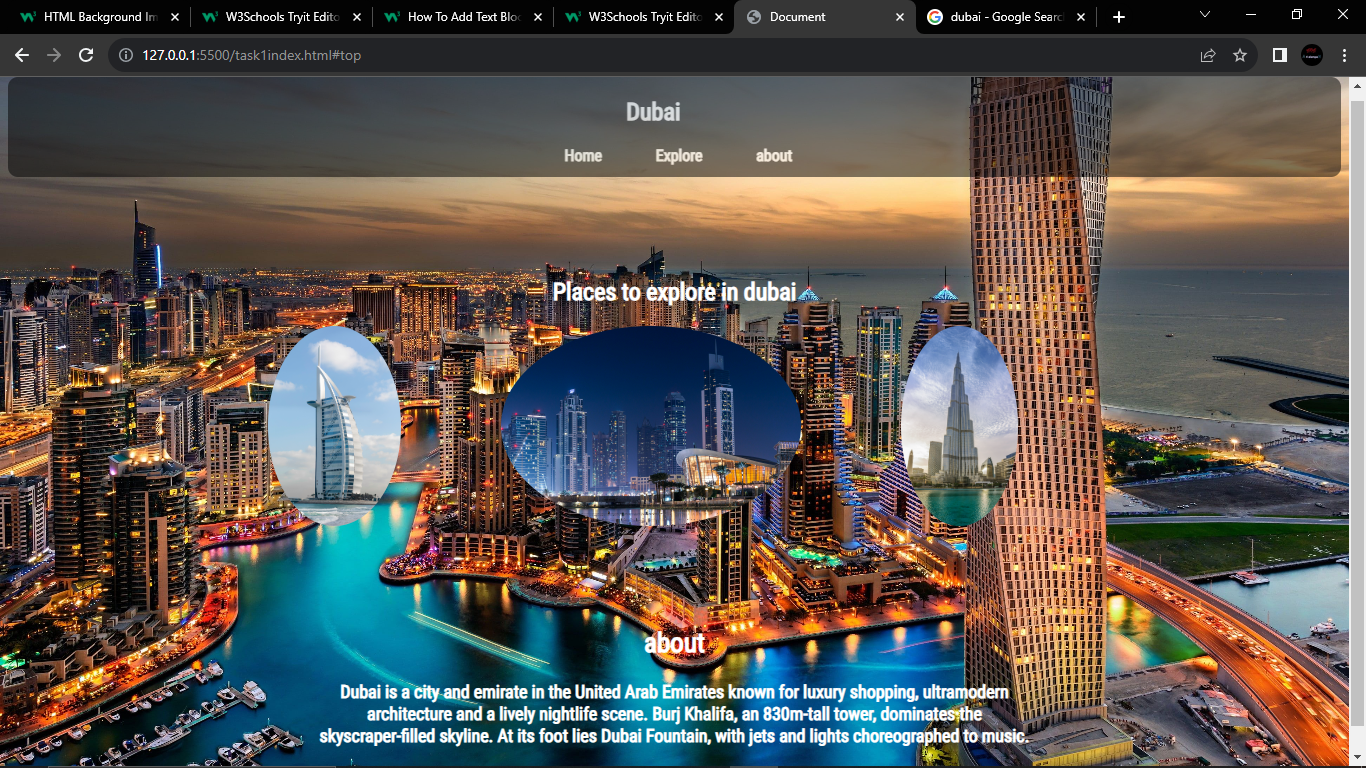 HTML Background Im
W3Schools Tryit Edito
How To Add Text Bloc
W3Schools Tryit Edito
Document
dubai - Google Searc
127.0.0.1:5500/task1index.html#top
Dubai
Home Explore about
Places to explore in dubai
about
Dubai is a city and emirate in the United Arab Emirates known for luxury shopping, ultramodern
architecture and a lively nightlife scene. Burj Khalifa, an 830m-tall tower, dominates the
skyscraper-filled skyline. At its foot lies Dubai Fountain, with jets and lights choreographed to music.